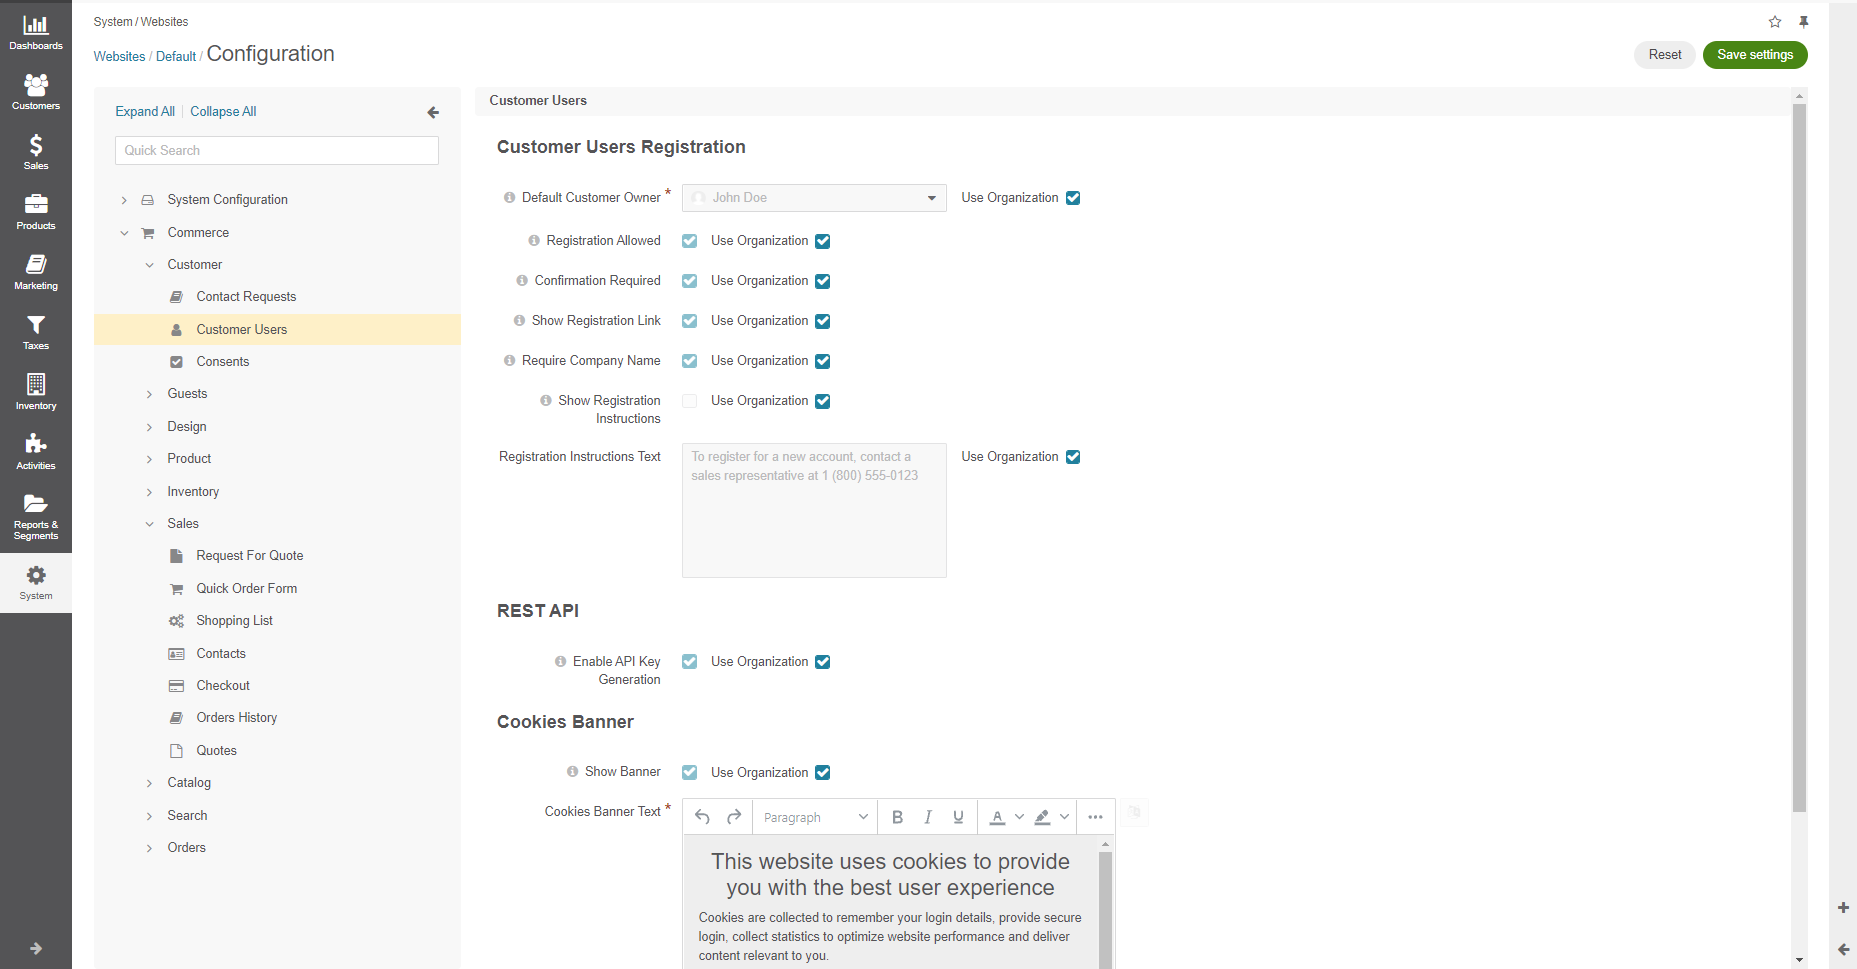 Dashboards
Customers
Sales
Products
Marketing
Taxes
Inventory
Activities
Reports &
Segments
System
System / Websites
Websites / Default / Configuration
Reset
Save settings
Expand All
Collapse All
Quick Search
System Configuration
Commerce
Customer
Contact Requests
Customer Users
Consents
Guests
Design
Product
Inventory
Sales
Request For Quote
Quick Order Form
Shopping List
Contacts
Checkout
Orders History
Quotes
Catalog
Search
Orders
Customer Users
Customer Users Registration
Default Customer Owner * John Doe Use Organization
Registration Allowed Use Organization
Confirmation Required Use Organization
Show Registration Link Use Organization
Require Company Name Use Organization
Show Registration Use Organization
Instructions
Registration Instructions Text To register for a new account, contact a Use Organization
sales representative at 1 (800) 555-0123
REST API
Enable API Key Use Organization
Generation
Cookies Banner
Show Banner Use Organization
Cookies Banner Text * Paragraph B I U A
This website uses cookies to provide
you with the best user experience
Cookies are collected to remember your login details, provide secure
login, collect statistics to optimize website performance and deliver
content relevant to you.